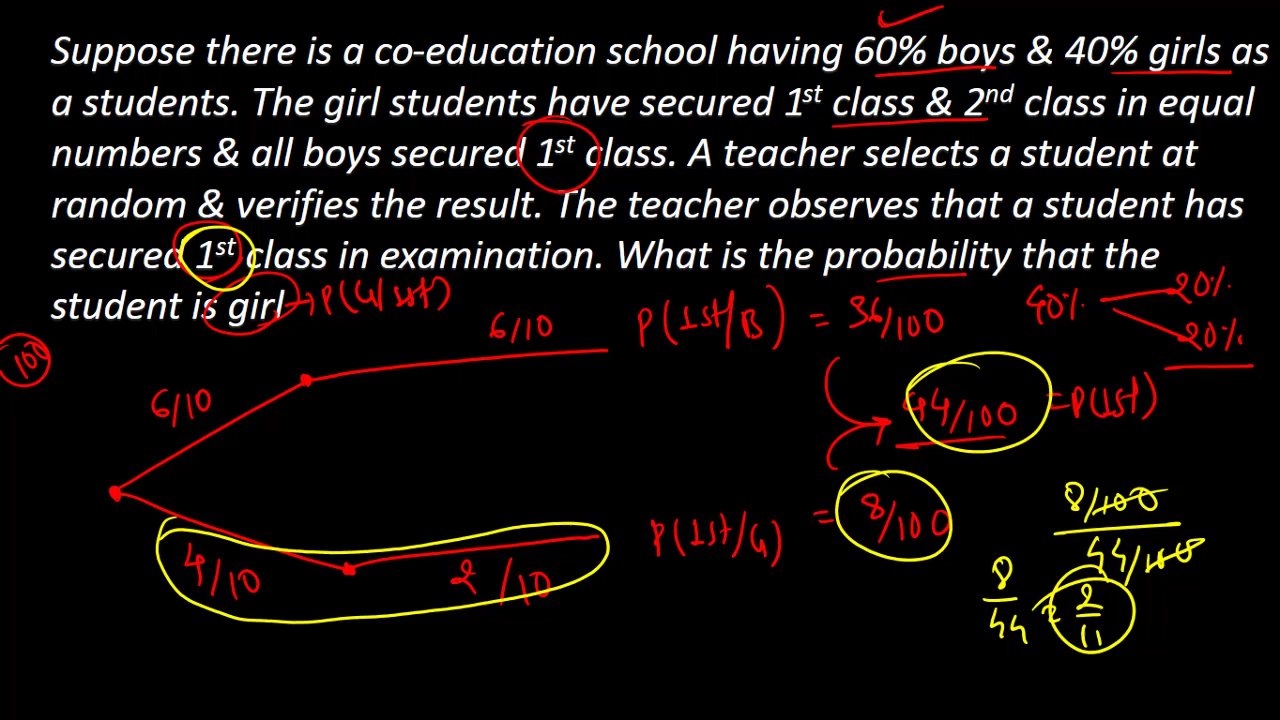 Suppose there is a co-education school having 60% boys & 40% girls as
a students. The girl students have secured 1st class & 2nd class in equal
numbers & all boys secured 1st class. A teacher selects a student at
random & verifies the result. The teacher observes that a student has
secured 1st class in examination. What is the probability that the
student is girl → P(G/1st)
100
6/10
6/10
P(1st/B) = 36/100
40%
20%
20%
44/100 = P(1st)
4/10
2/10
P(1st/G) = 8/100
8/100
44/100
8
44
=
2
11